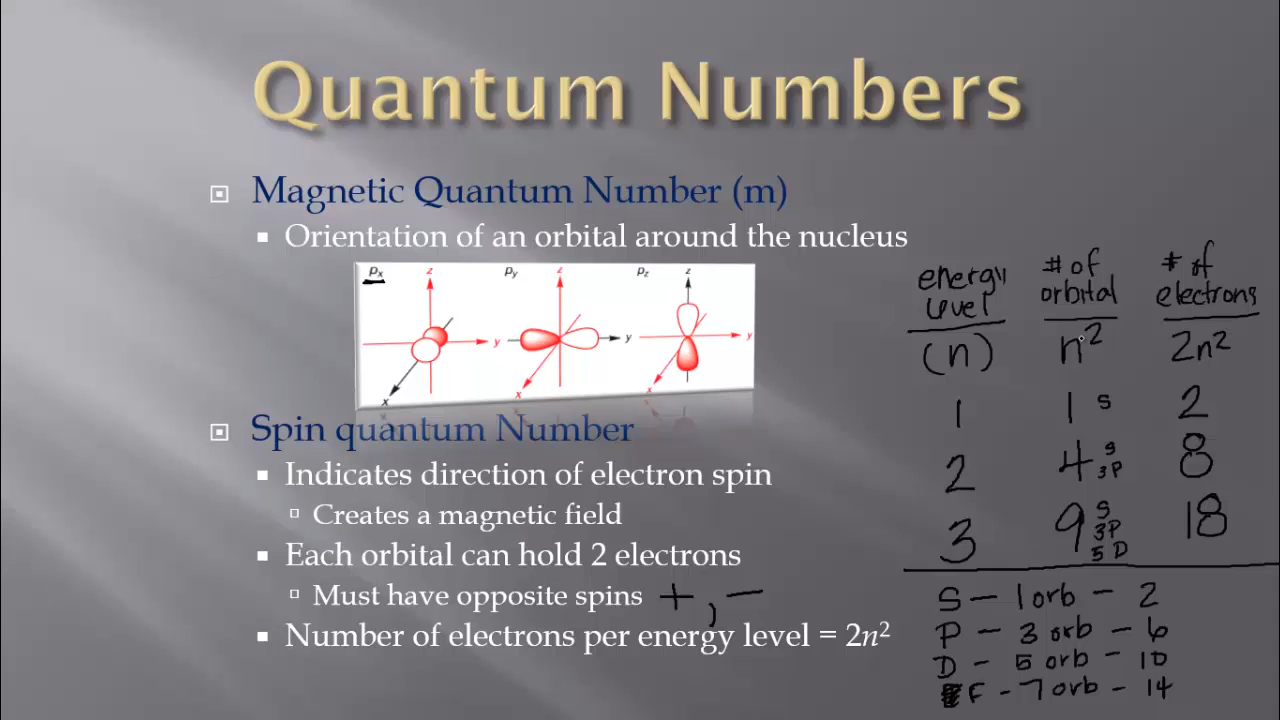 Quantum Numbers
Magnetic Quantum Number (m)
Orientation of an orbital around the nucleus
px py pz
z z z
y y y
x x x
Spin quantum Number
Indicates direction of electron spin
Creates a magnetic field
Each orbital can hold 2 electrons
Must have opposite spins +, −
Number of electrons per energy level = 2n²
energy level # of orbital # of electrons
(n) n² 2n²
1 1 s 2
2 4 s 3P 8
3 9 s 3P 5 D 18
S – 1 orb – 2
P – 3 orb – 6
D – 5 orb – 10
F – 7 orb – 14